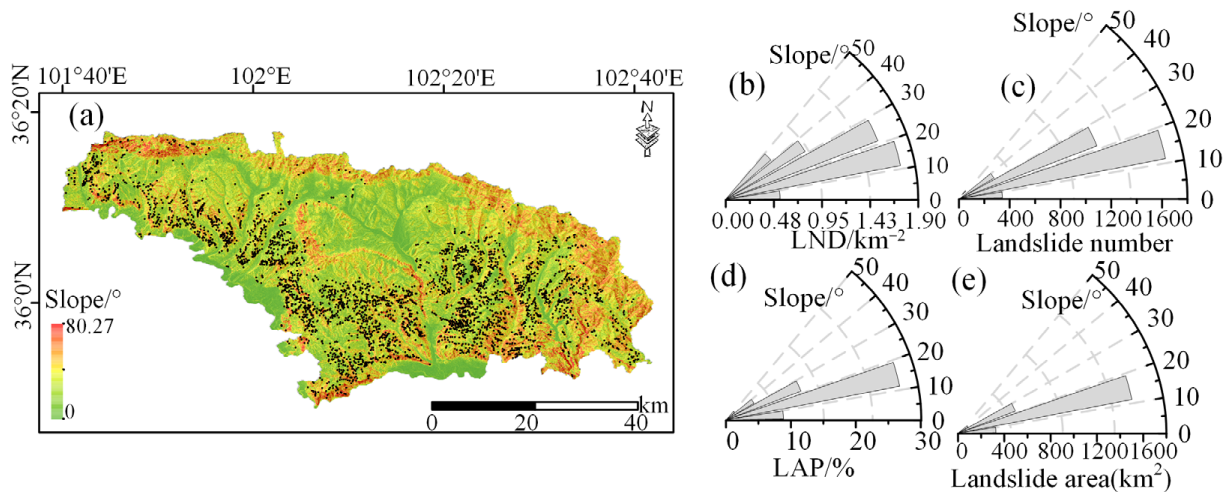 101°40'E 102°E 102°20'E 102°40'E
36°20'N
36°0'N
(a)
N
Slope/°
80.27
0
km
0 20 40
(b)
Slope/°
50
40
30
20
10
0
0.00 0.48 0.95 1.43 1.90
LND/km⁻²
(c)
Slope/°
50
40
30
20
10
0
0 400 800 1200 1600
Landslide number
(d)
Slope/°
50
40
30
20
10
0
0 10 20 30
LAP/%
(e)
Slope/°
50
40
30
20
10
0
0 400 800 1400 1800
Landslide area(km²)